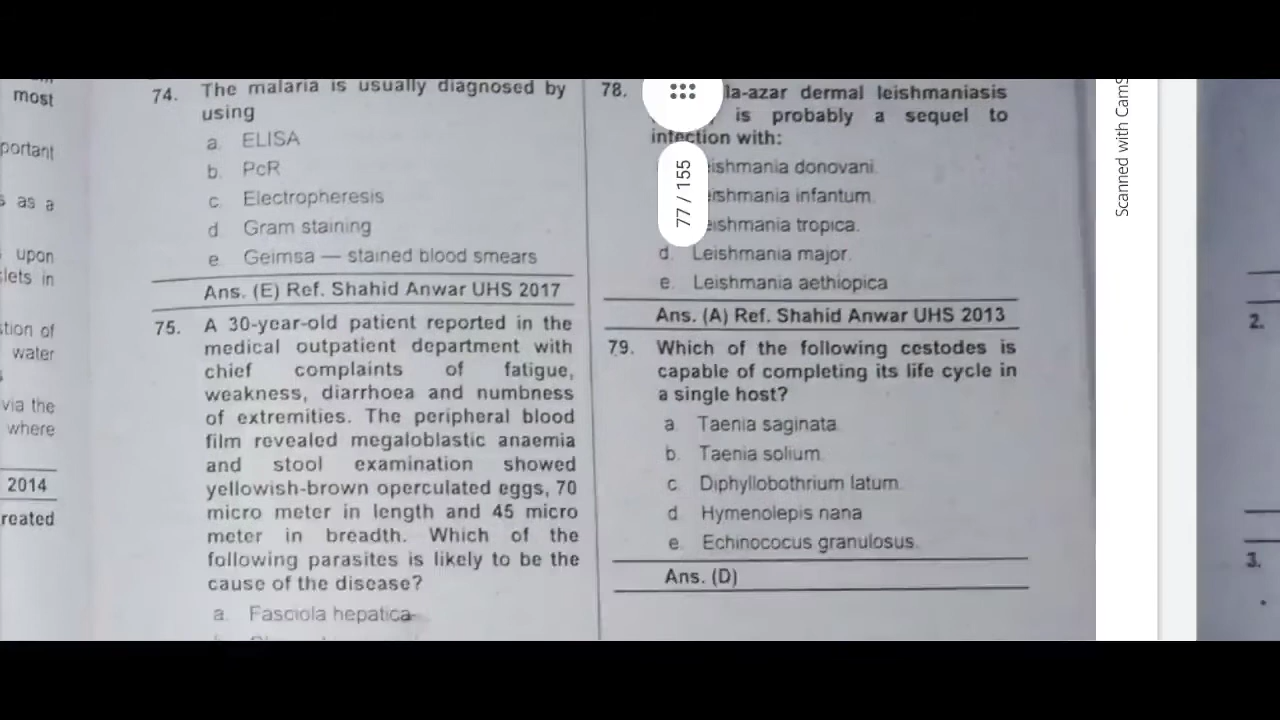 most
portant
s as a
upon
lets in
stion of
water
via the
where
2014
reated
74. The malaria is usually diagnosed by
using
a. ELISA
b. PcR
c. Electropheresis
d. Gram staining
e. Geimsa — stained blood smears
Ans. (E) Ref. Shahid Anwar UHS 2017
75. A 30-year-old patient reported in the
medical outpatient department with
chief complaints of fatigue,
weakness, diarrhoea and numbness
of extremities. The peripheral blood
film revealed megaloblastic anaemia
and stool examination showed
yellowish-brown operculated eggs, 70
micro meter in length and 45 micro
meter in breadth. Which of the
following parasites is likely to be the
cause of the disease?
a. Fasciola hepatica
78. la-azar dermal leishmaniasis
is probably a sequel to
infection with:
eishmania donovani.
eishmania infantum.
eishmania tropica.
d. Leishmania major.
e. Leishmania aethiopica
Ans. (A) Ref. Shahid Anwar UHS 2013
79. Which of the following cestodes is
capable of completing its life cycle in
a single host?
a. Taenia saginata.
b. Taenia solium.
c. Diphyllobothrium latum.
d. Hymenolepis nana
e. Echinococus granulosus.
Ans. (D)
77 / 155
Scanned with CamS
2.
3.